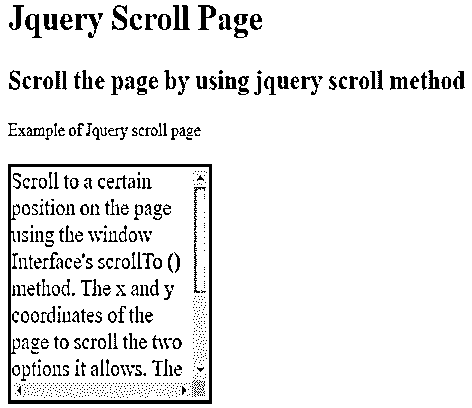 Jquery Scroll Page
Scroll the page by using jquery scroll method
Example of Jquery scroll page
Scroll to a certain
position on the page
using the window
Interface's scrollTo ()
method. The x and y
coordinates of the
page to scroll the two
options it allows. The